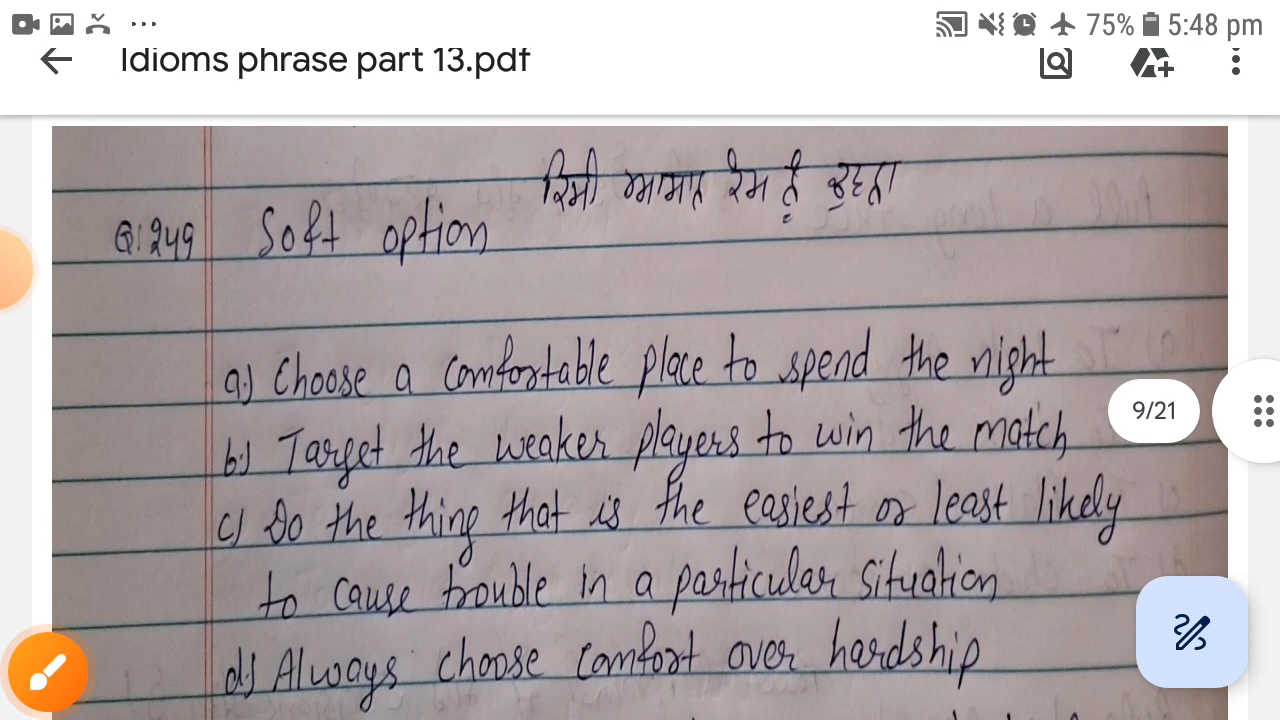 75% 5:48 pm
Idioms phrase part 13.pdf
ਕਿਸੀ ਆਸਾਨ ਕੰਮ ਨੂੰ ਚੁਣਨਾ
Q:249 Soft option
a.) Choose a comfortable place to spend the night
9/21
b.) Target the weaker players to win the match
c) Do the thing that is the easiest or least likely
to cause trouble in a particular situation
d.) Always choose comfort over hardship